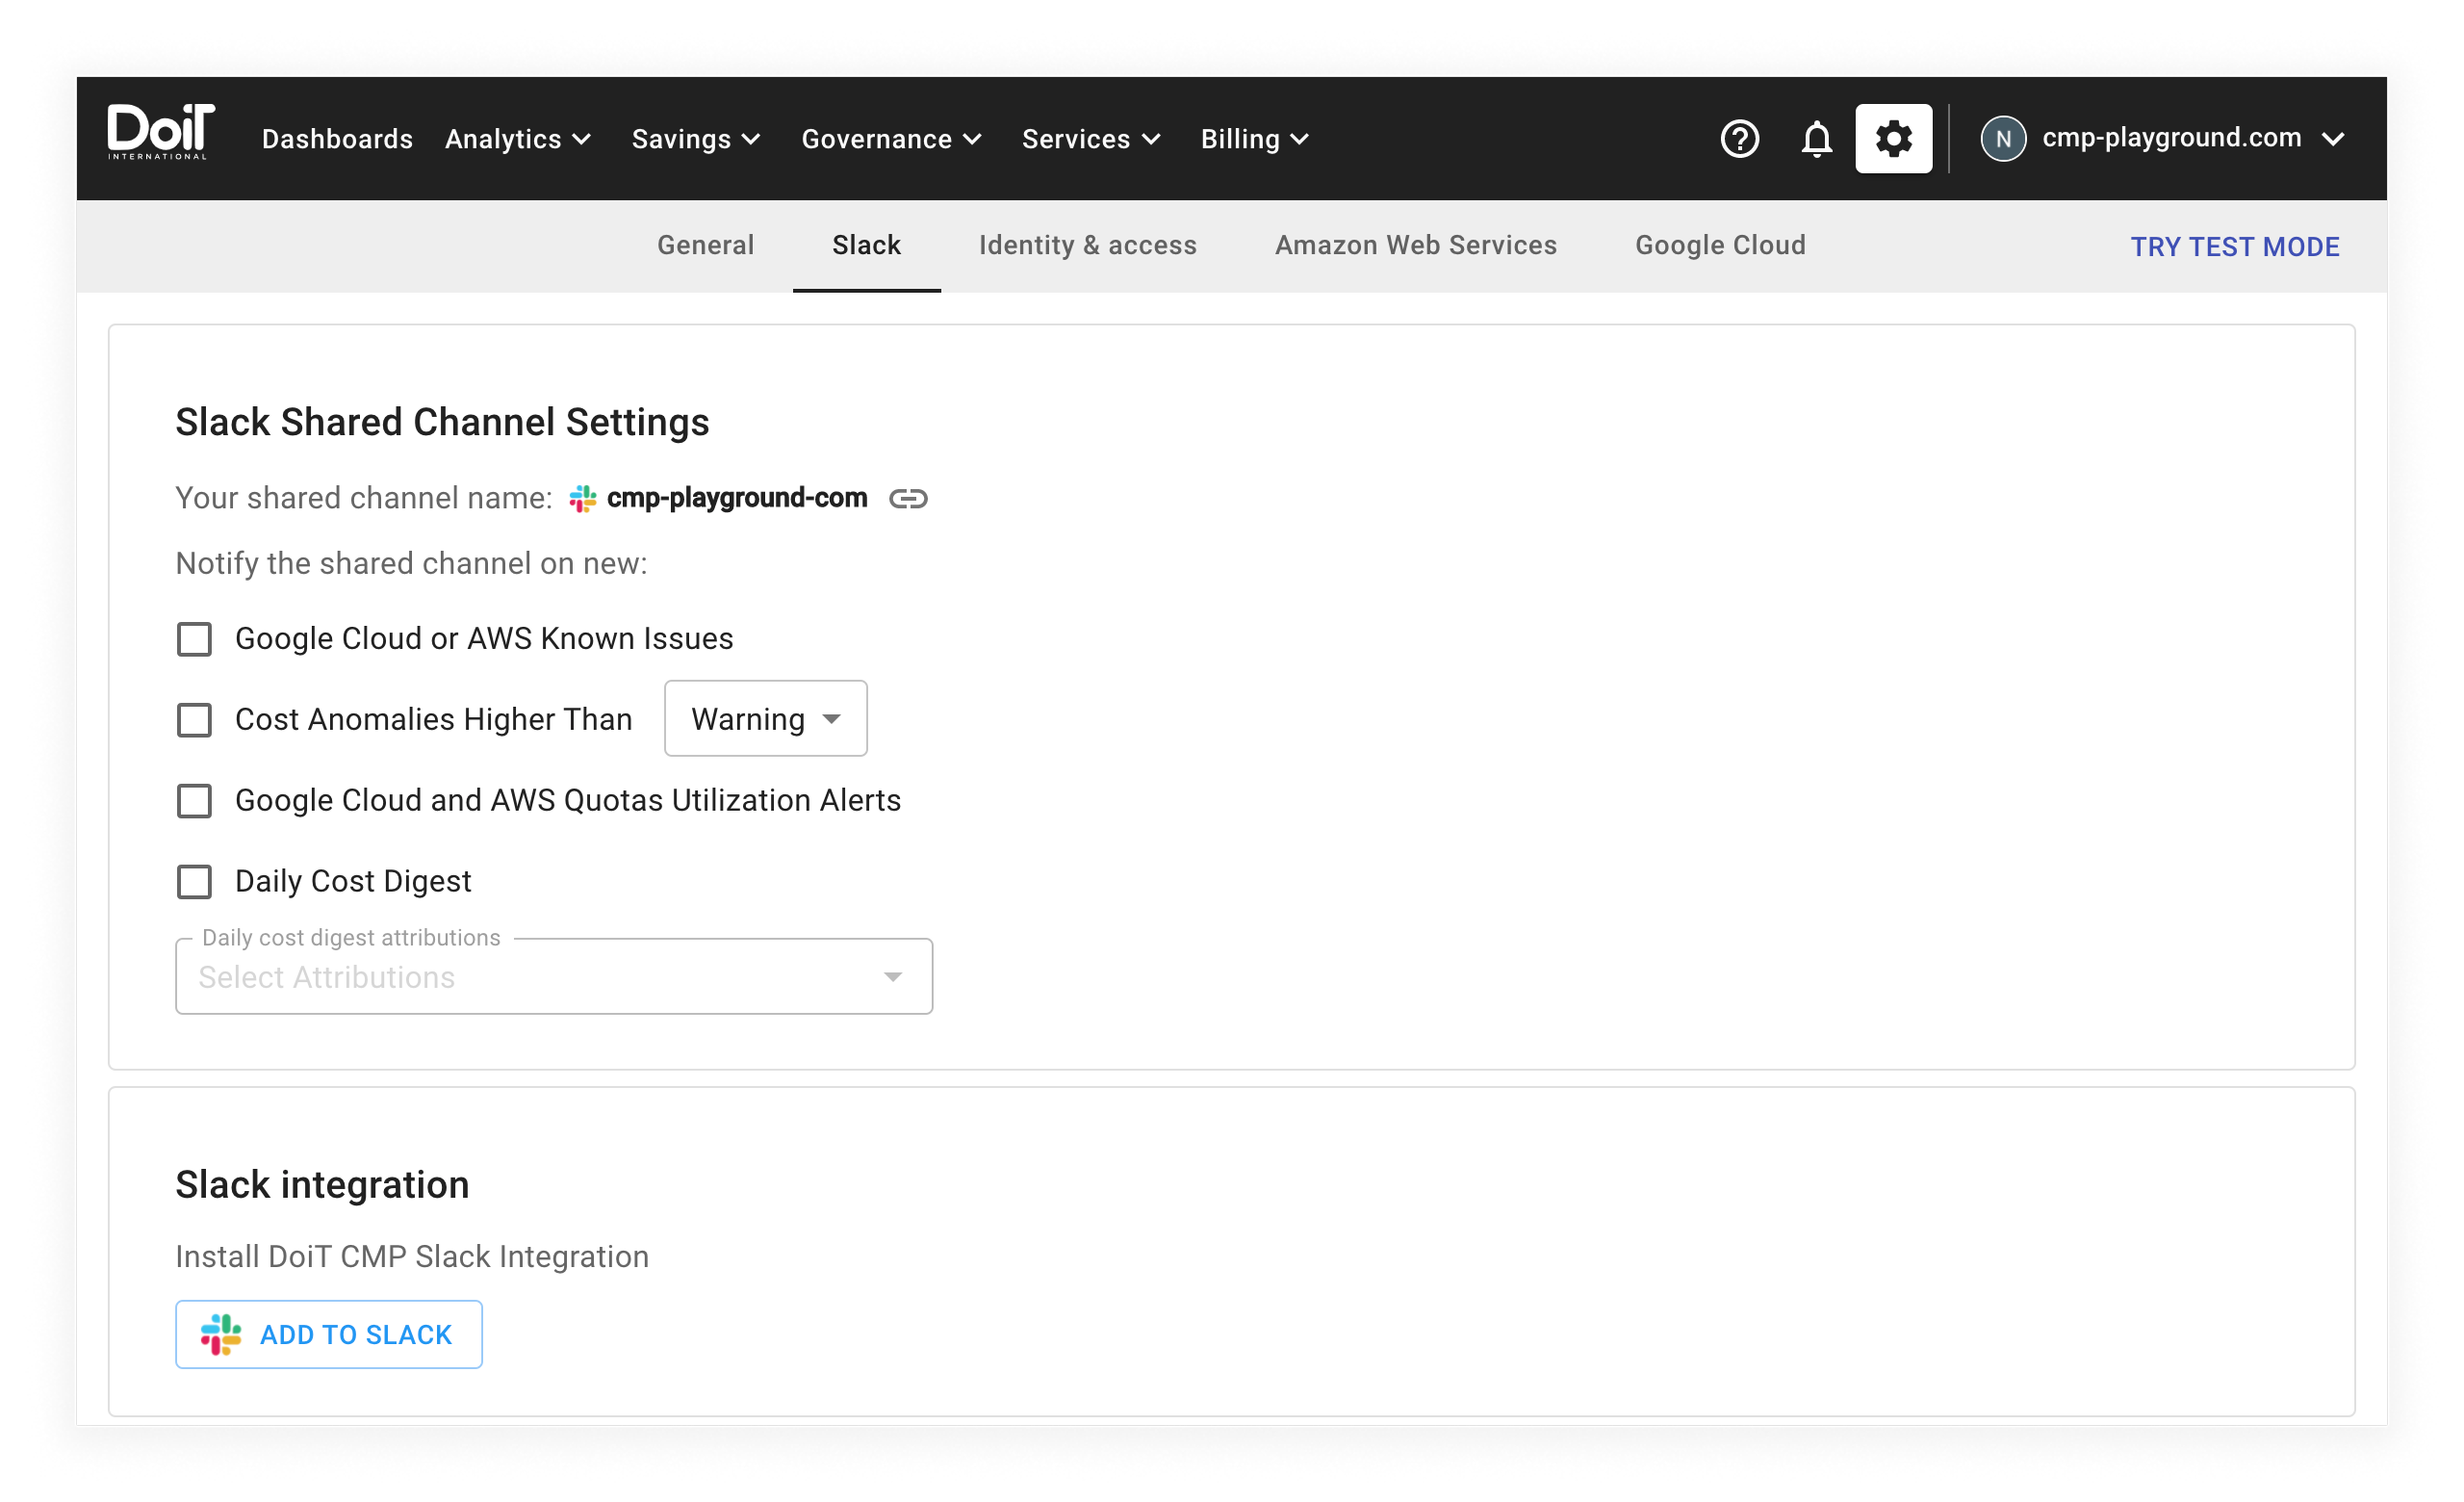 DoiT
INTERNATIONAL
Dashboards Analytics Savings Governance Services Billing
N cmp-playground.com
General Slack Identity & access Amazon Web Services Google Cloud TRY TEST MODE
Slack Shared Channel Settings
Your shared channel name: cmp-playground-com
Notify the shared channel on new:
Google Cloud or AWS Known Issues
Cost Anomalies Higher Than Warning
Google Cloud and AWS Quotas Utilization Alerts
Daily Cost Digest
Daily cost digest attributions
Select Attributions
Slack integration
Install DoiT CMP Slack Integration
ADD TO SLACK